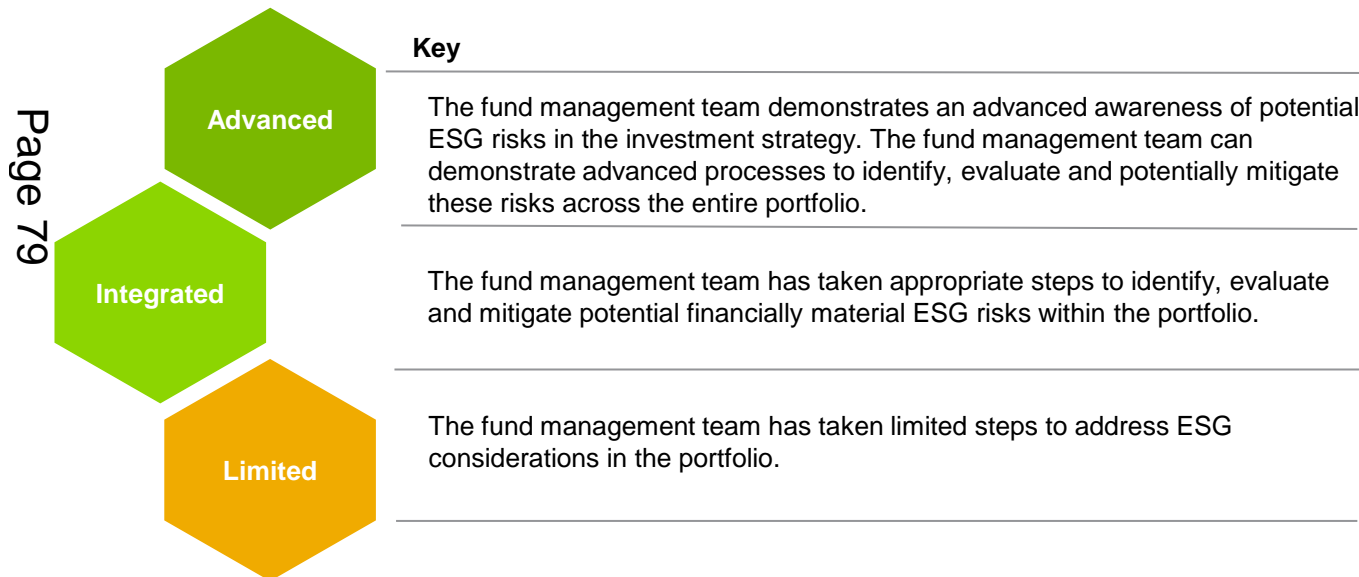 Key
Advanced
The fund management team demonstrates an advanced awareness of potential
ESG risks in the investment strategy. The fund management team can
demonstrate advanced processes to identify, evaluate and potentially mitigate
these risks across the entire portfolio.
Page 79
Integrated
The fund management team has taken appropriate steps to identify, evaluate
and mitigate potential financially material ESG risks within the portfolio.
Limited
The fund management team has taken limited steps to address ESG
considerations in the portfolio.